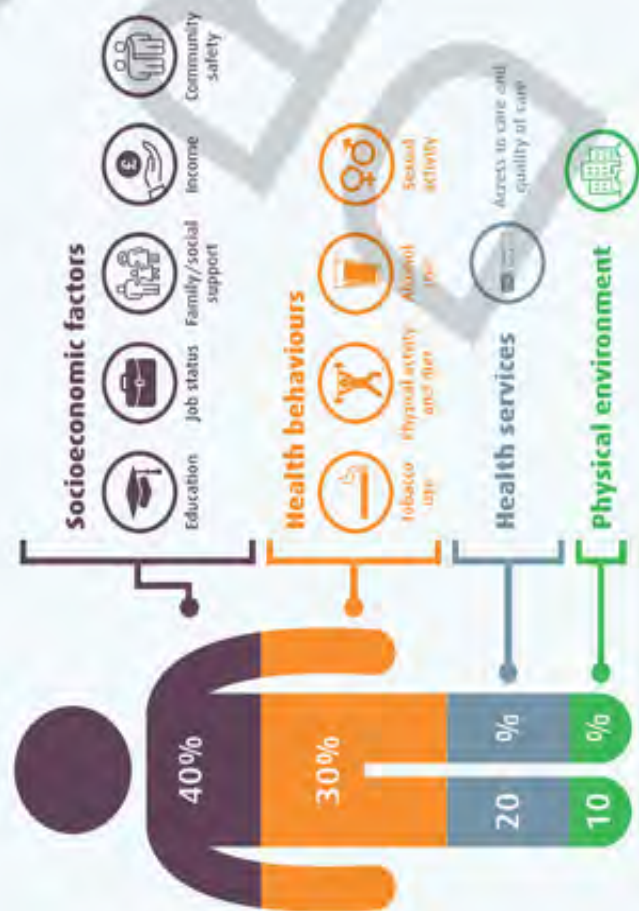 40%
30%
20 %
10 %
Socioeconomic factors
Education
Job status
Family/social
support
Income
Community
safety
Health behaviours
Tobacco
use
Physical activity
and diet
Alcohol
use
Sexual
activity
Health services
Access to care and
quality of care
Physical environment